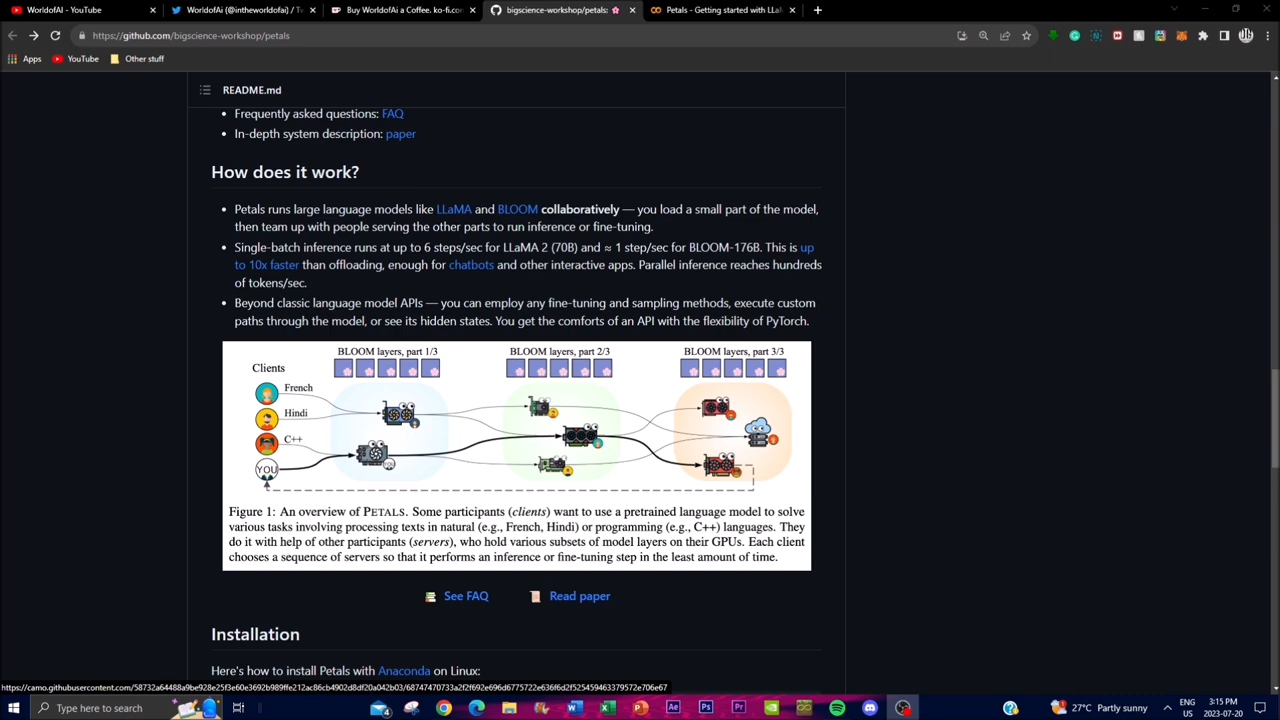 WorldofAI - YouTube
WorldofAi (@intheworldofai) / Tw
Buy WorldofAi a Coffee. ko-fi.com
bigscience-workshop/petals: 🌸
Petals - Getting started with LLaM
https://github.com/bigscience-workshop/petals
Apps YouTube Other stuff
README.md
• Frequently asked questions: FAQ
• In-depth system description: paper
How does it work?
• Petals runs large language models like LLaMA and BLOOM collaboratively — you load a small part of the model,
then team up with people serving the other parts to run inference or fine-tuning.
• Single-batch inference runs at up to 6 steps/sec for LLaMA 2 (70B) and ≈ 1 step/sec for BLOOM-176B. This is up
to 10x faster than offloading, enough for chatbots and other interactive apps. Parallel inference reaches hundreds
of tokens/sec.
• Beyond classic language model APIs — you can employ any fine-tuning and sampling methods, execute custom
paths through the model, or see its hidden states. You get the comforts of an API with the flexibility of PyTorch.
BLOOM layers, part 1/3 BLOOM layers, part 2/3 BLOOM layers, part 3/3
Clients
French
Hindi
C++
YOU
Figure 1: An overview of PETALS. Some participants (clients) want to use a pretrained language model to solve
various tasks involving processing texts in natural (e.g., French, Hindi) or programming (e.g., C++) languages. They
do it with help of other participants (servers), who hold various subsets of model layers on their GPUs. Each client
chooses a sequence of servers so that it performs an inference or fine-tuning step in the least amount of time.
See FAQ Read paper
Installation
Here's how to install Petals with Anaconda on Linux:
Type here to search
27°C Partly sunny
ENG
US
3:15 PM
2023-07-20